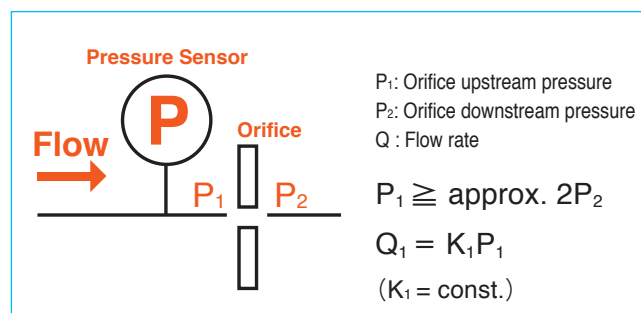 Pressure Sensor
P
Flow
Orifice
P₁
P₂
P₁: Orifice upstream pressure
P₂: Orifice downstream pressure
Q : Flow rate
P₁ ≧ approx. 2P₂
Q₁ = K₁P₁
(K₁ = const.)